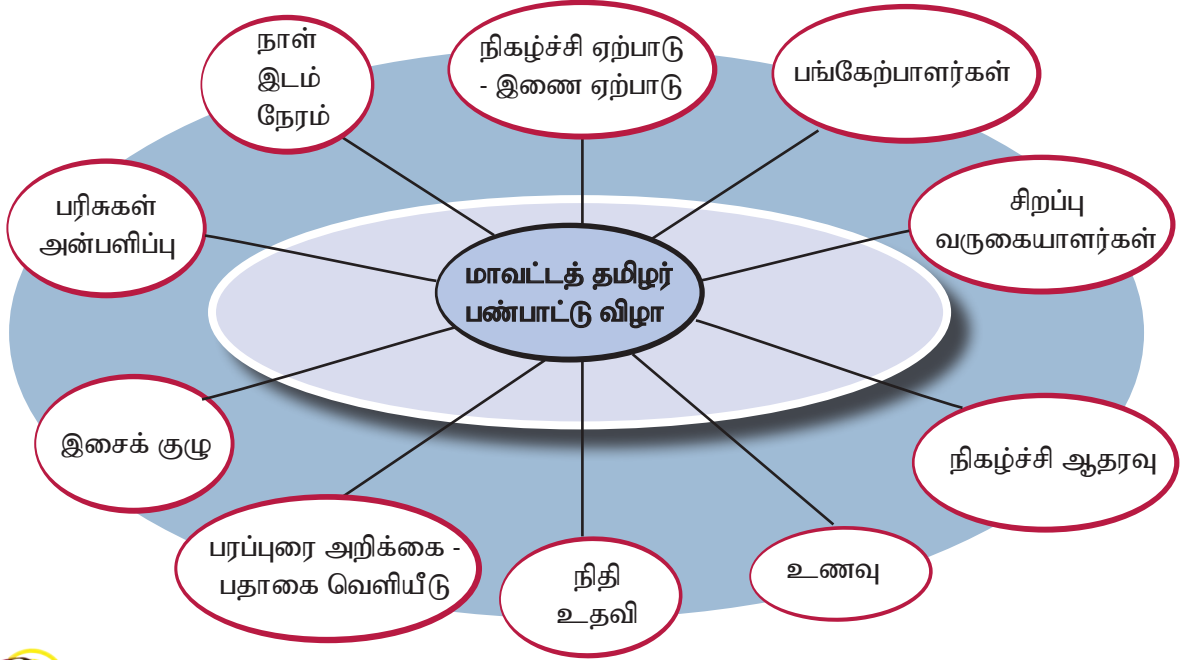 நாள்
இடம்
நேரம்
நிகழ்ச்சி ஏற்பாடு
- இணை ஏற்பாடு
பங்கேற்பாளர்கள்
பரிசுகள்
அன்பளிப்பு
சிறப்பு
வருகையாளர்கள்
மாவட்டத் தமிழர்
பண்பாட்டு விழா
இசைக் குழு
நிகழ்ச்சி ஆதரவு
பரப்புரை அறிக்கை -
பதாகை வெளியீடு
நிதி
உதவி
உணவு